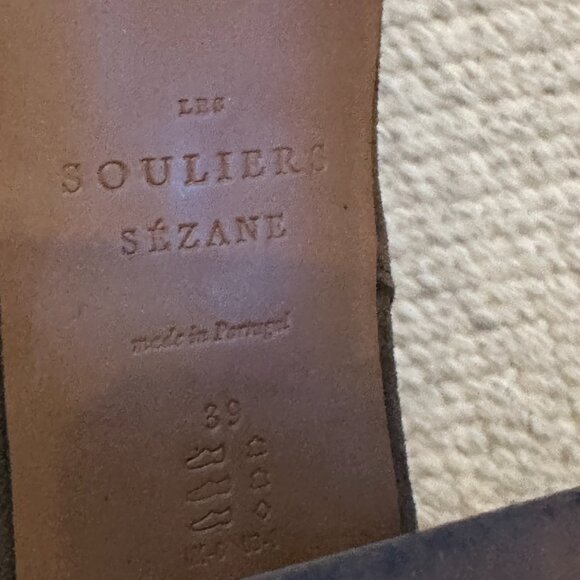 LES
SOULIERS
SÉZANE
made in Portugal
39